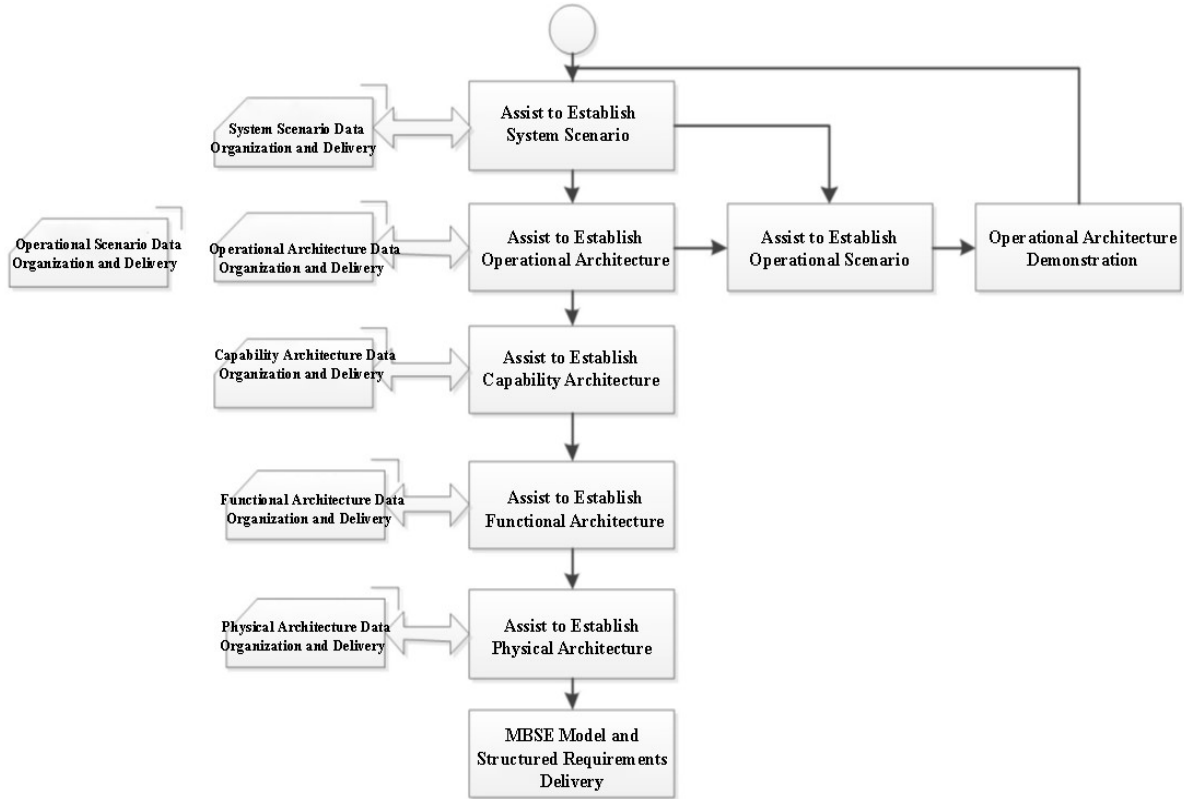 Assist to Establish
System Scenario
System Scenario Data
Organization and Delivery
Operational Scenario Data
Organization and Delivery
Operational Architecture Data
Organization and Delivery
Assist to Establish
Operational Architecture
Assist to Establish
Operational Scenario
Operational Architecture
Demonstration
Capability Architecture Data
Organization and Delivery
Assist to Establish
Capability Architecture
Functional Architecture Data
Organization and Delivery
Assist to Establish
Functional Architecture
Physical Architecture Data
Organization and Delivery
Assist to Establish
Physical Architecture
MBSE Model and
Structured Requirements
Delivery